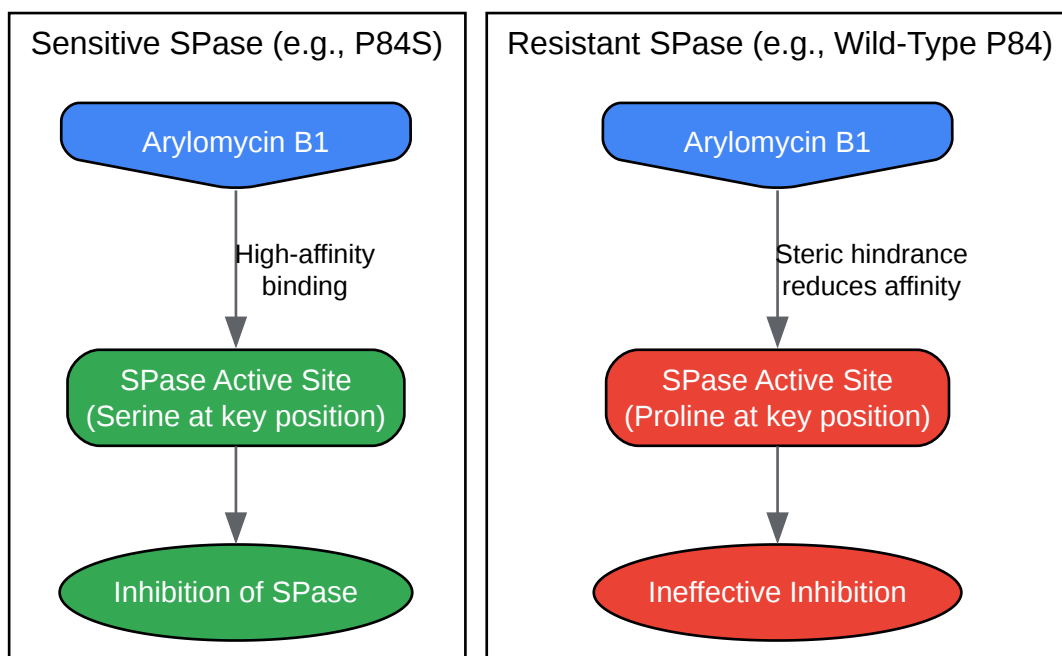 Sensitive SPase (e.g., P84S)
Arylomycin B1
High-affinity
binding
SPase Active Site
(Serine at key position)
Inhibition of SPase
Resistant SPase (e.g., Wild-Type P84)
Arylomycin B1
Steric hindrance
reduces affinity
SPase Active Site
(Proline at key position)
Ineffective Inhibition